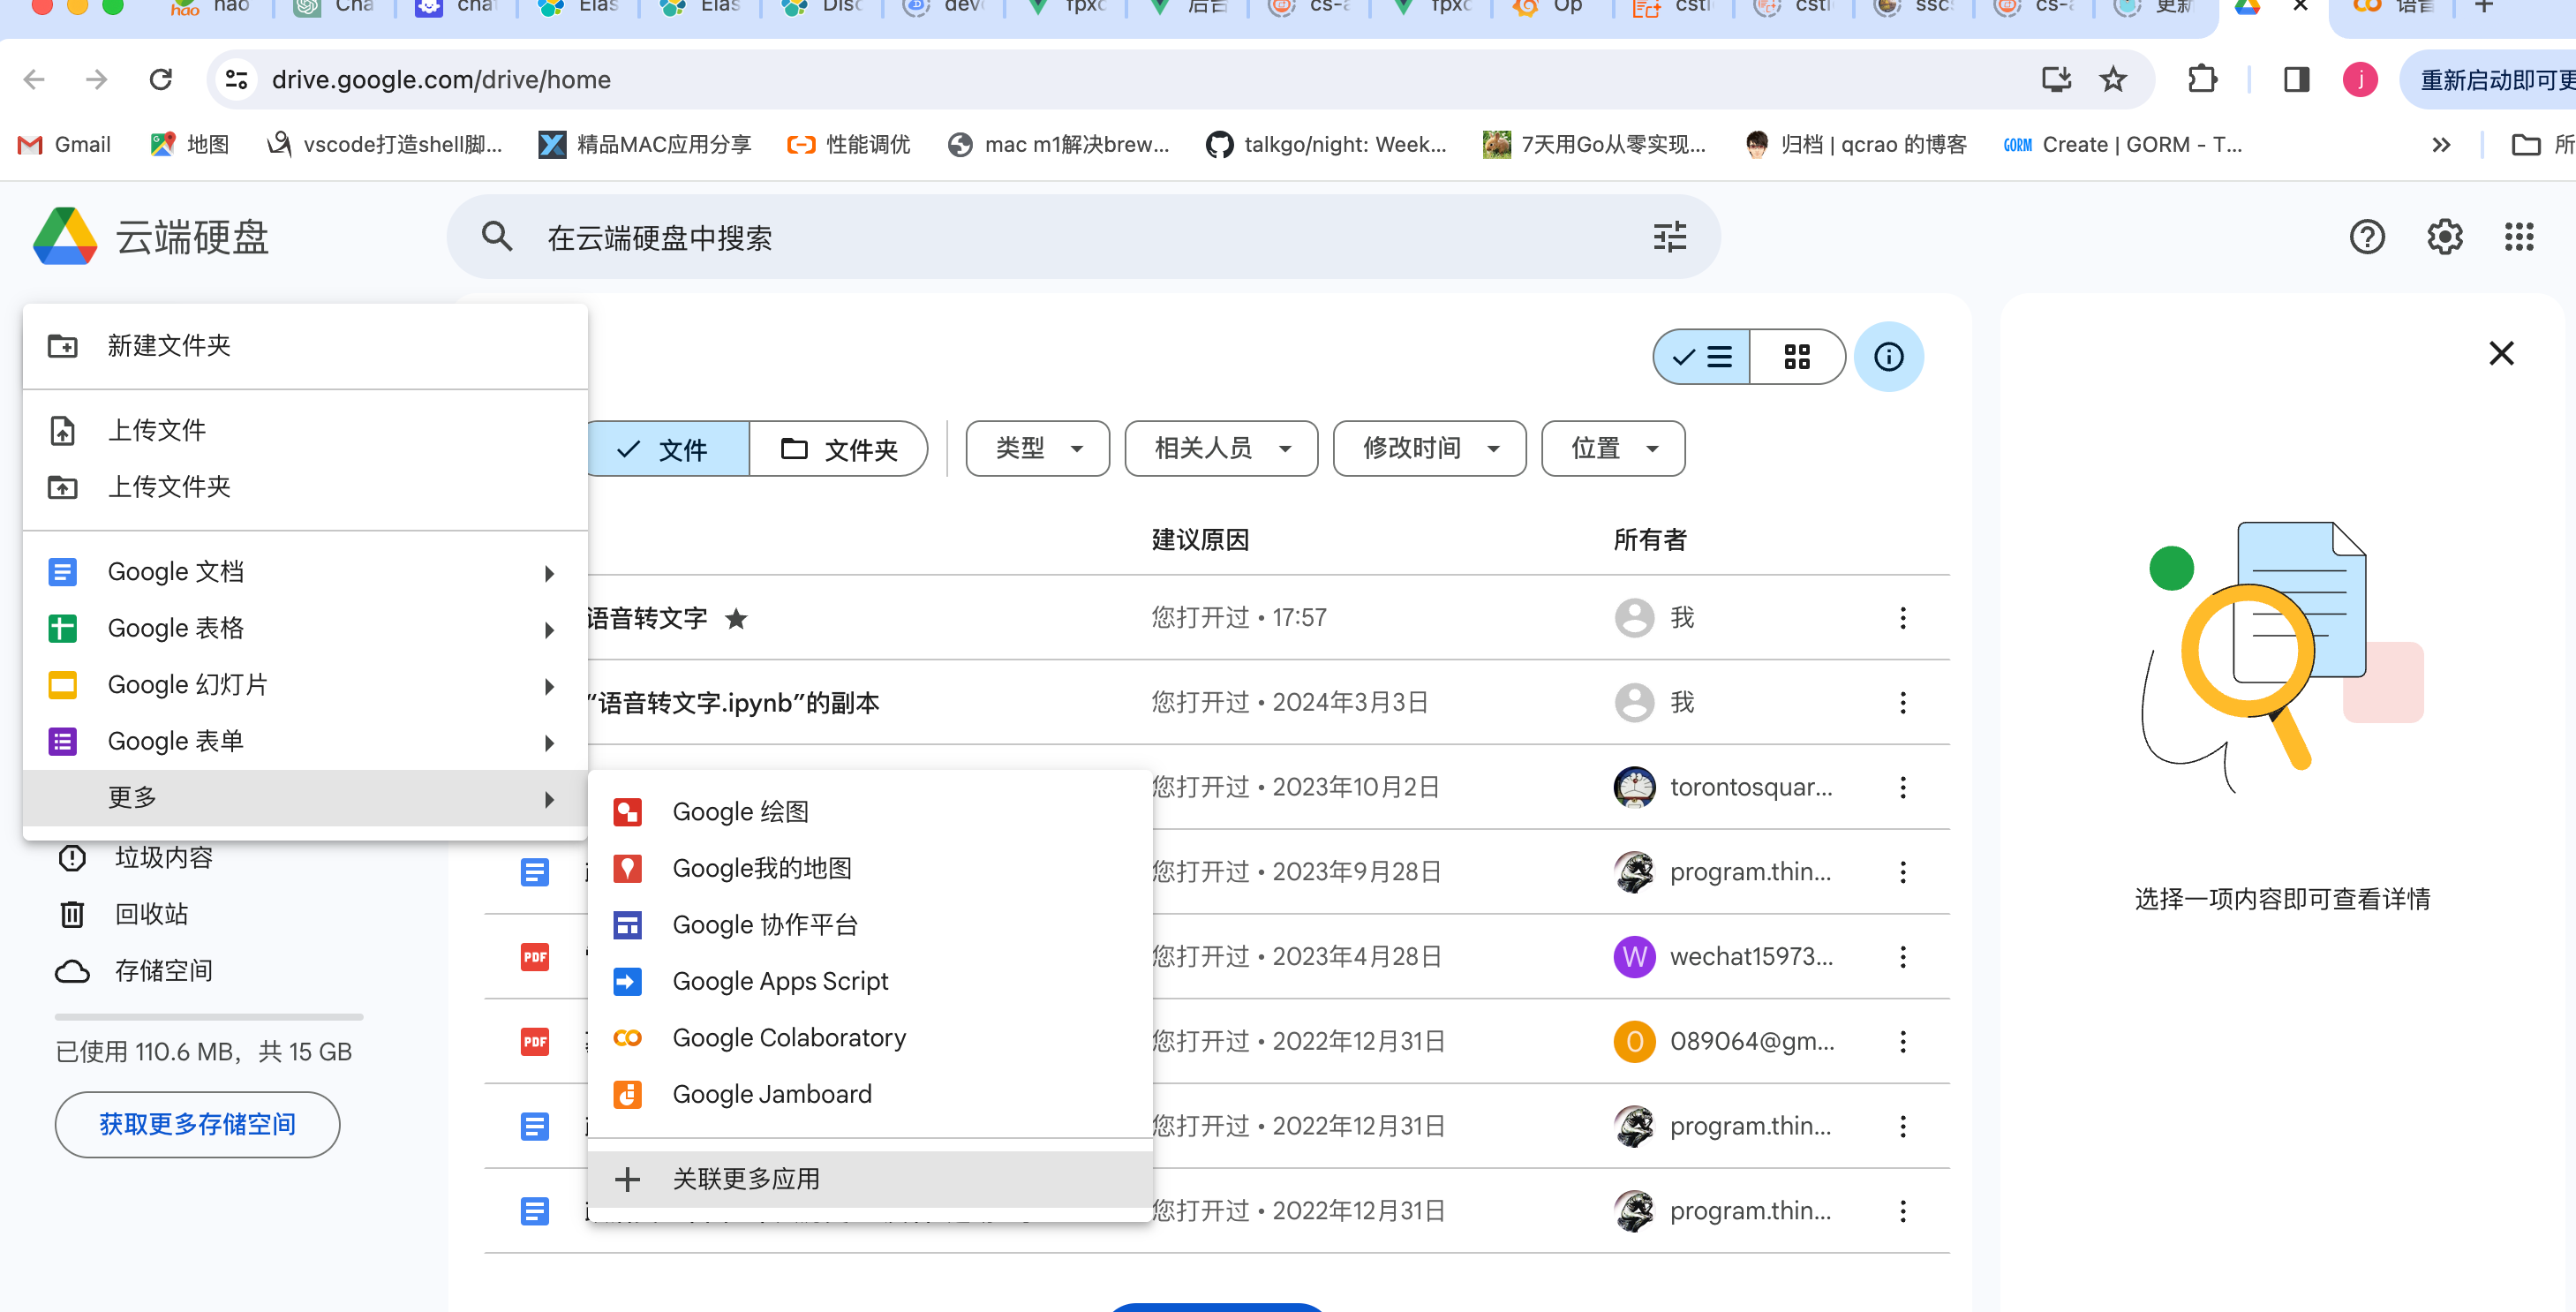 hao
Cha
chat
Elas
Elas
Disc
devo
fpxc
后台
cs-a
fpxc
Op
cstl
cstl
sscs
cs-a
更新
语音
drive.google.com/drive/home
重新启动即可更
Gmail
地图
vscode打造shell脚...
精品MAC应用分享
性能调优
mac m1解决brew...
talkgo/night: Week...
7天用Go从零实现...
归档 | qcrao 的博客
GORM Create | GORM - T...
所
云端硬盘
在云端硬盘中搜索
新建文件夹
上传文件
上传文件夹
Google 文档
Google 表格
Google 幻灯片
Google 表单
更多
垃圾内容
回收站
存储空间
已使用 110.6 MB，共 15 GB
获取更多存储空间
文件
文件夹
类型
相关人员
修改时间
位置
建议原因
所有者
语音转文字
您打开过 • 17:57
我
“语音转文字.ipynb”的副本
您打开过 • 2024年3月3日
我
您打开过 • 2023年10月2日
torontosquar...
您打开过 • 2023年9月28日
program.thin...
PDF
您打开过 • 2023年4月28日
W
wechat15973...
PDF
您打开过 • 2022年12月31日
O
089064@gm...
您打开过 • 2022年12月31日
program.thin...
您打开过 • 2022年12月31日
program.thin...
Google 绘图
Google我的地图
Google 协作平台
Google Apps Script
Google Colaboratory
Google Jamboard
关联更多应用
选择一项内容即可查看详情